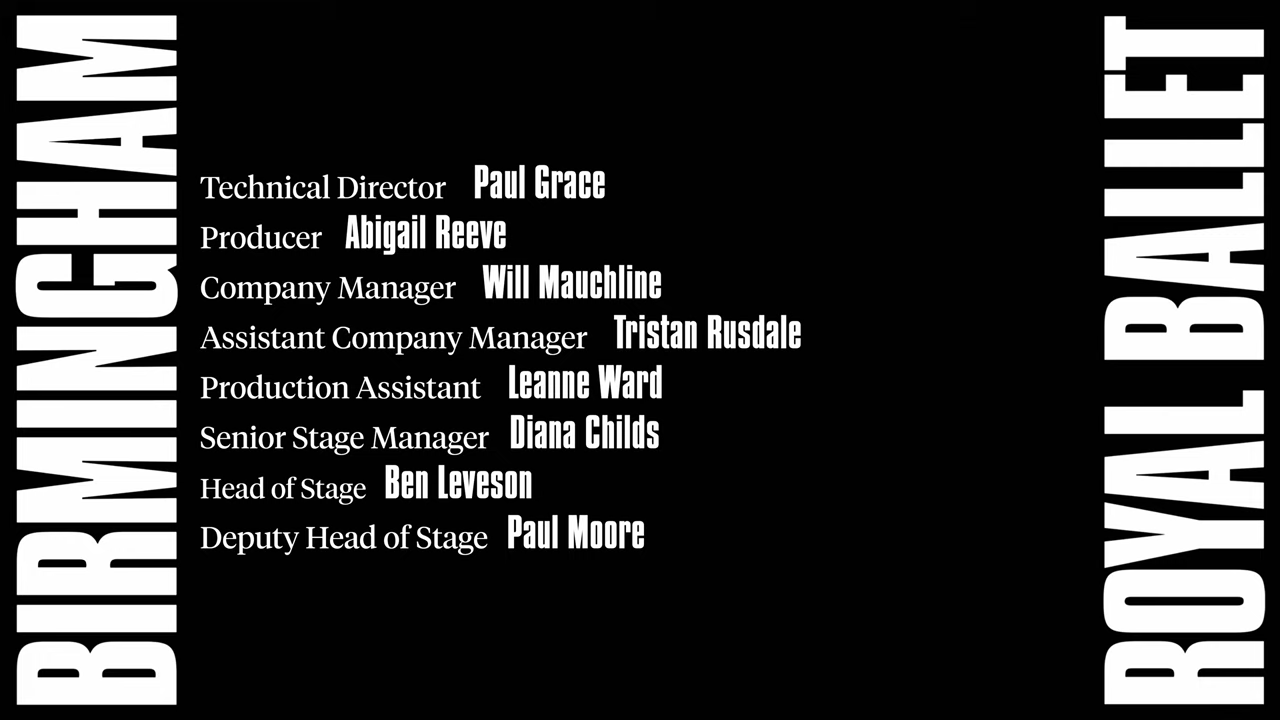 BIRMINGHAM
Technical Director Paul Grace
Producer Abigail Reeve
Company Manager Will Mauchline
Assistant Company Manager Tristan Rusdale
Production Assistant Leanne Ward
Senior Stage Manager Diana Childs
Head of Stage Ben Leveson
Deputy Head of Stage Paul Moore
ROYAL BALLET